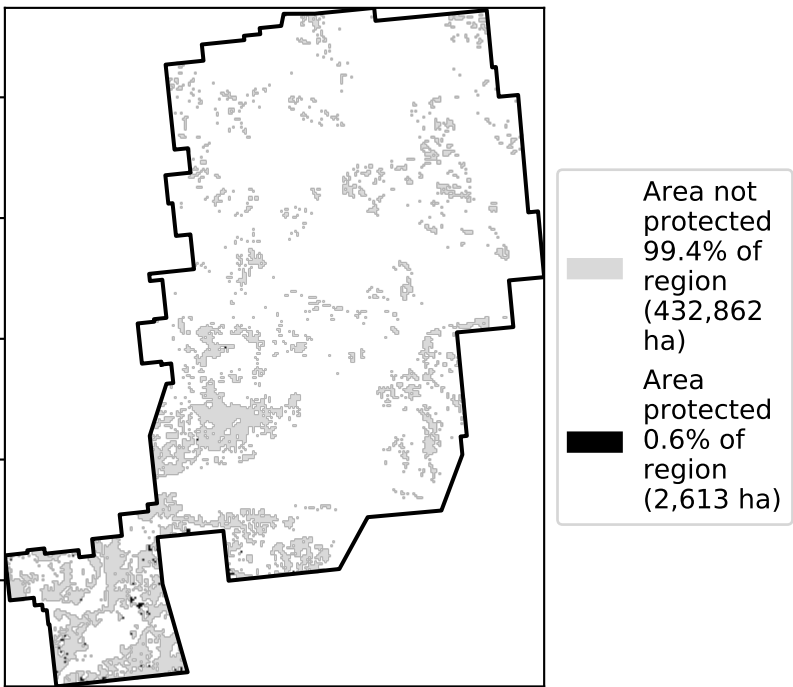 Area not
protected
99.4% of
region
(432,862
ha)
Area
protected
0.6% of
region
(2,613 ha)